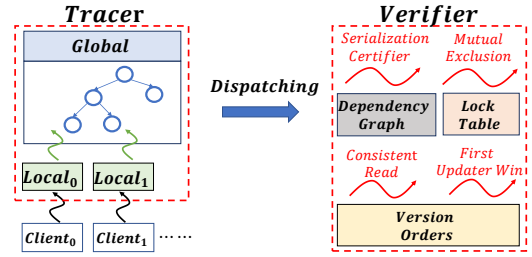 Tracer
Global
Local0
Local1
Client0
Client1
……
Dispatching
Verifier
Serialization
Certifier
Mutual
Exclusion
Dependency
Graph
Lock
Table
Consistent
Read
First
Updater Win
Version
Orders